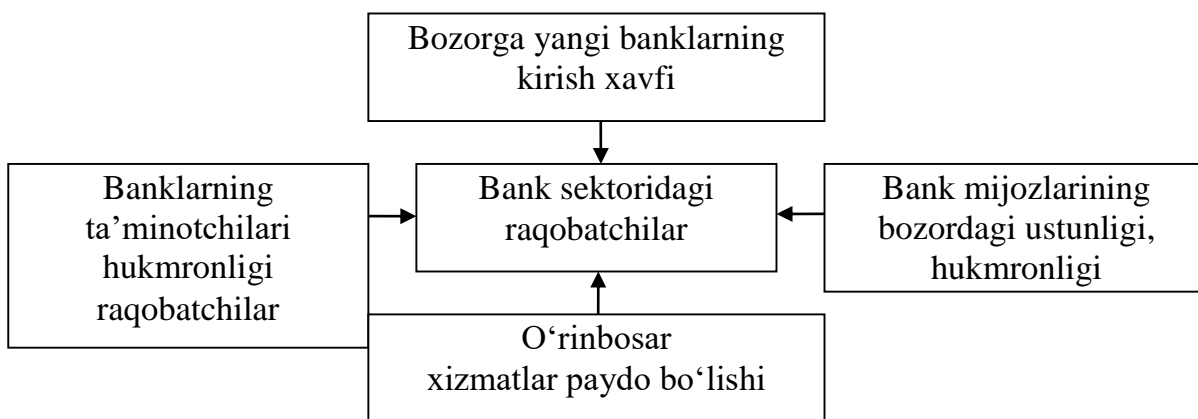 Bozorga yangi banklarning
kirish xavfi
Banklarning
ta’minotchilari
hukmronligi
raqobatchilar
Bank sektoridagi
raqobatchilar
Bank mijozlarining
bozordagi ustunligi,
hukmronligi
O‘rinbosar
xizmatlar paydo bo‘lishi